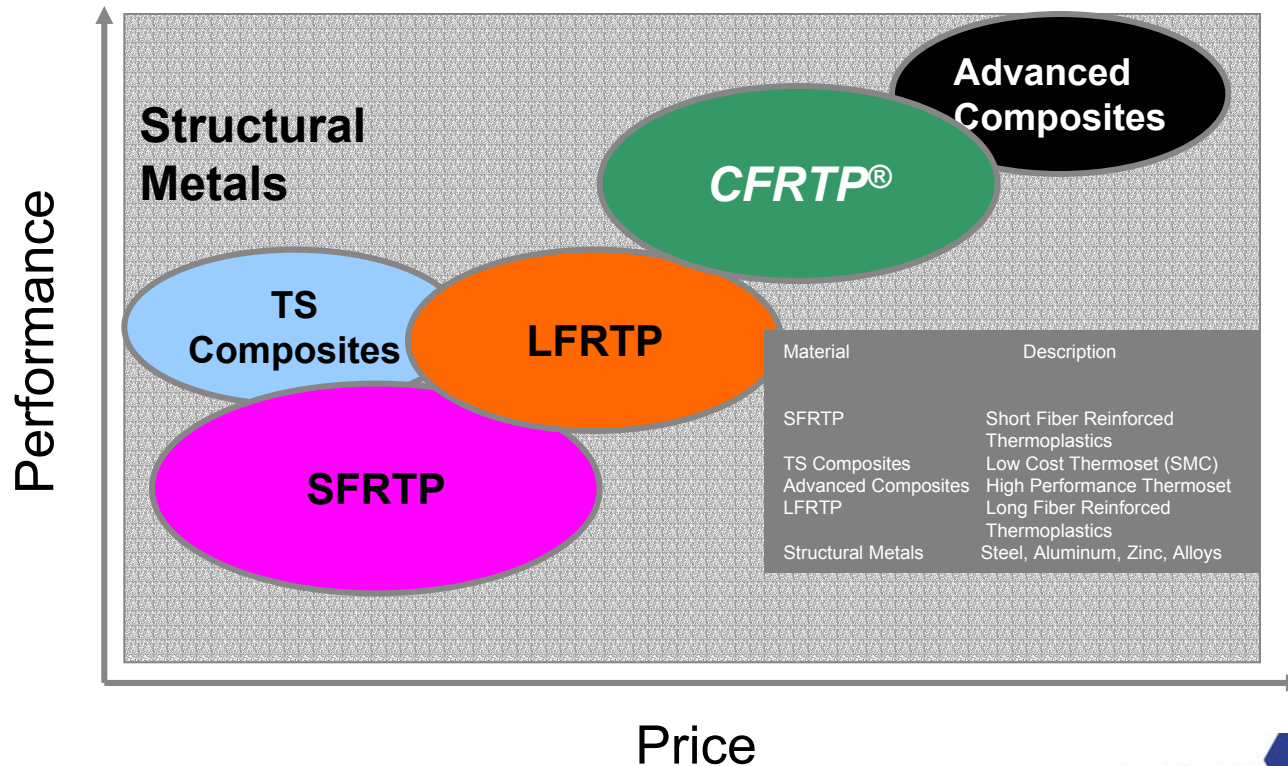 Performance
Structural
Metals
Advanced
Composites
CFRTP®
TS
Composites
LFRTP
SFRTP
Material Description
SFRTP Short Fiber Reinforced
Thermoplastics
TS Composites Low Cost Thermoset (SMC)
Advanced Composites High Performance Thermoset
LFRTP Long Fiber Reinforced
Thermoplastics
Structural Metals Steel, Aluminum, Zinc, Alloys
Price